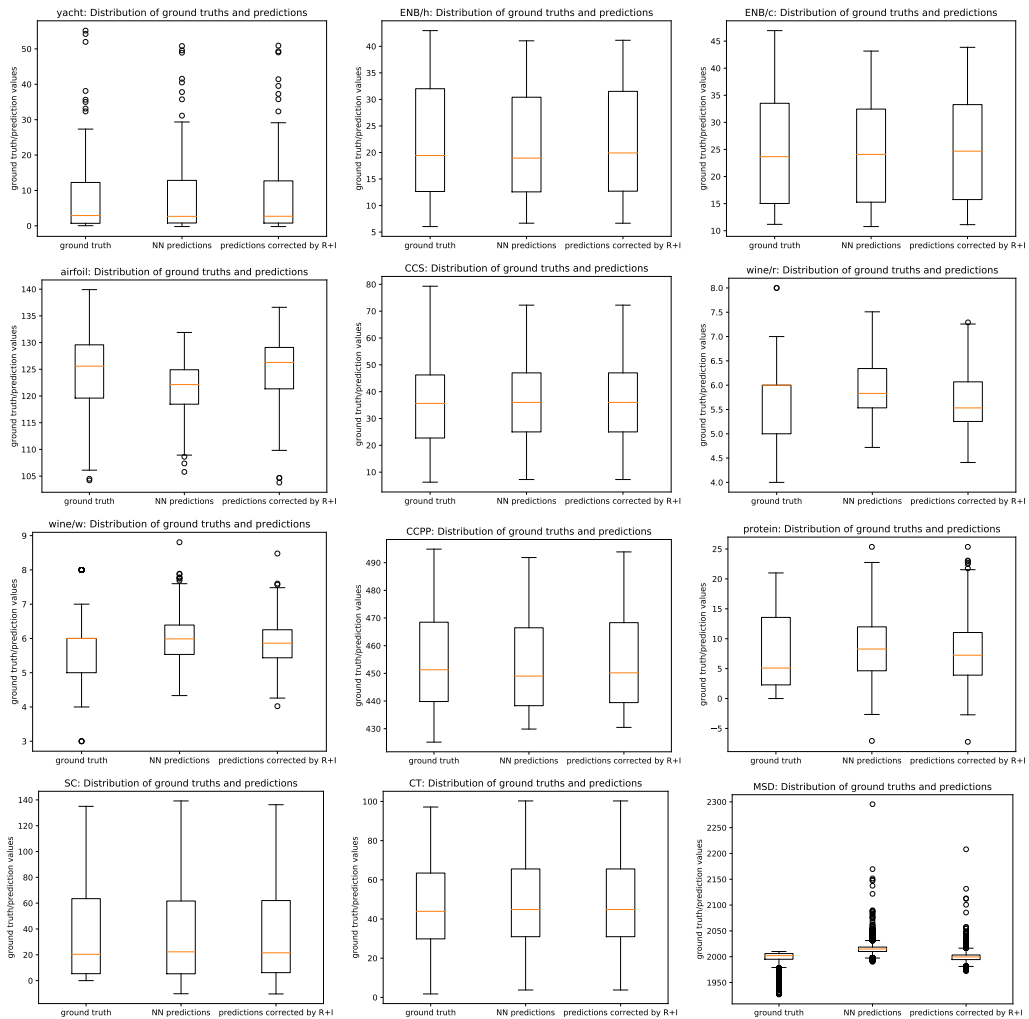 yacht: Distribution of ground truths and predictions
ground truth/prediction values
50
40
30
20
10
0
ground truth
NN predictions
predictions corrected by R+I
ENB/h: Distribution of ground truths and predictions
ground truth/prediction values
40
35
30
25
20
15
10
5
ground truth
NN predictions
predictions corrected by R+I
ENB/c: Distribution of ground truths and predictions
ground truth/prediction values
45
40
35
30
25
20
15
10
ground truth
NN predictions
predictions corrected by R+I
airfoil: Distribution of ground truths and predictions
ground truth/prediction values
140
135
130
125
120
115
110
105
ground truth
NN predictions
predictions corrected by R+I
CCS: Distribution of ground truths and predictions
ground truth/prediction values
80
70
60
50
40
30
20
10
ground truth
NN predictions
predictions corrected by R+I
wine/r: Distribution of ground truths and predictions
ground truth/prediction values
8.0
7.5
7.0
6.5
6.0
5.5
5.0
4.5
4.0
ground truth
NN predictions
predictions corrected by R+I
wine/w: Distribution of ground truths and predictions
ground truth/prediction values
9
8
7
6
5
4
3
ground truth
NN predictions
predictions corrected by R+I
CCPP: Distribution of ground truths and predictions
ground truth/prediction values
490
480
470
460
450
440
430
ground truth
NN predictions
predictions corrected by R+I
protein: Distribution of ground truths and predictions
ground truth/prediction values
25
20
15
10
5
0
−5
ground truth
NN predictions
predictions corrected by R+I
SC: Distribution of ground truths and predictions
ground truth/prediction values
140
120
100
80
60
40
20
0
ground truth
NN predictions
predictions corrected by R+I
CT: Distribution of ground truths and predictions
ground truth/prediction values
100
80
60
40
20
0
ground truth
NN predictions
predictions corrected by R+I
MSD: Distribution of ground truths and predictions
ground truth/prediction values
2300
2250
2200
2150
2100
2050
2000
1950
ground truth
NN predictions
predictions corrected by R+I